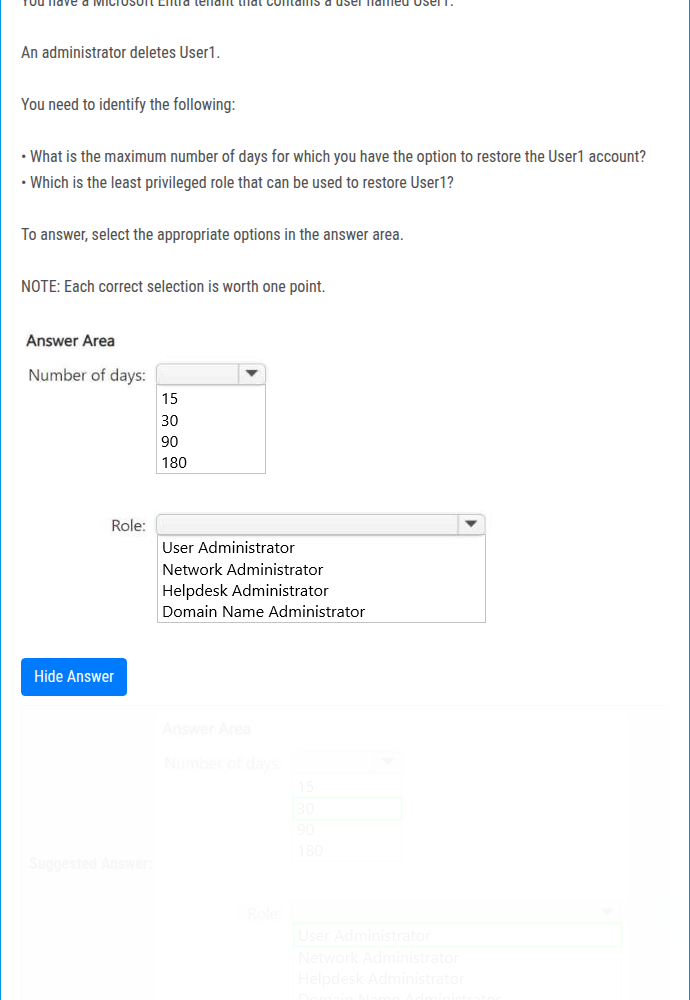 You have a Microsoft Entra tenant that contains a user named User1.
An administrator deletes User1.
You need to identify the following:
• What is the maximum number of days for which you have the option to restore the User1 account?
• Which is the least privileged role that can be used to restore User1?
To answer, select the appropriate options in the answer area.
NOTE: Each correct selection is worth one point.
Answer Area
Number of days:
15
30
90
180
Role:
User Administrator
Network Administrator
Helpdesk Administrator
Domain Name Administrator
Hide Answer
Answer Area
Number of days:
15
30
90
180
Suggested Answer:
Role:
User Administrator
Network Administrator
Helpdesk Administrator
Domain Name Administrator